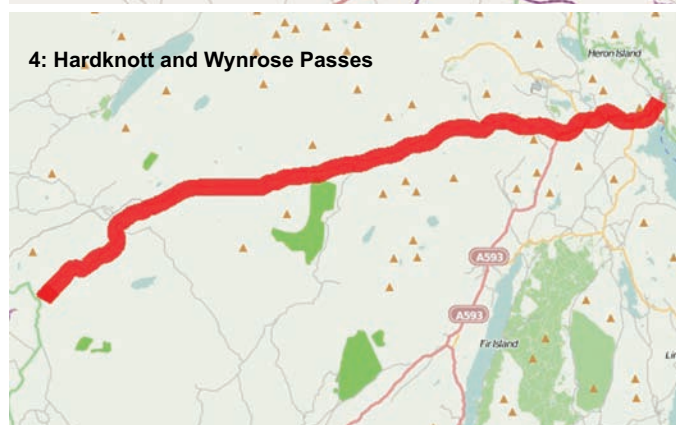 4: Hardknott and Wynrose Passes
Heron Island
A593
A593
Fir Island